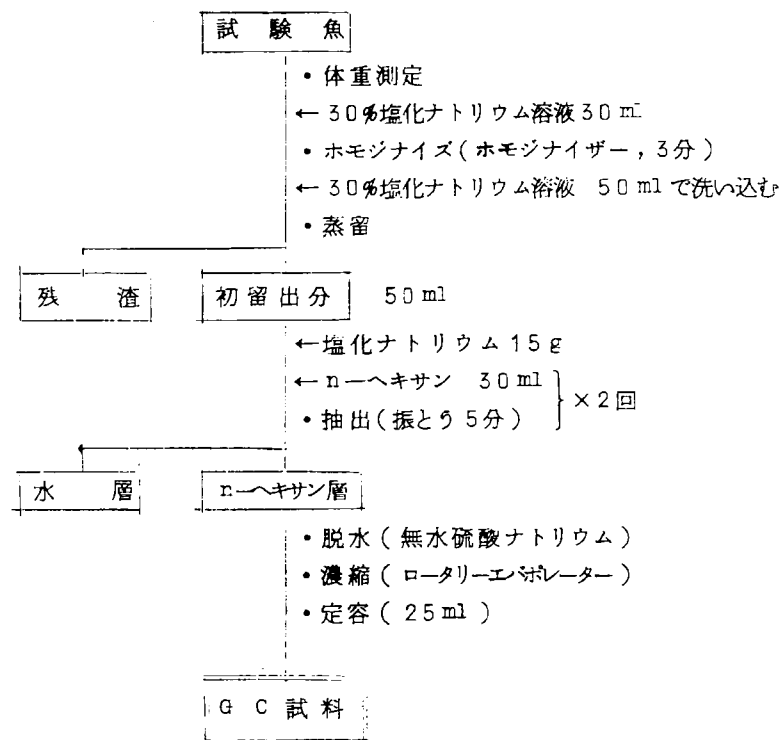 試験魚
・体重測定
← 30%塩化ナトリウム溶液30ml
・ホモジナイズ(ホモジナイザー,3分)
← 30%塩化ナトリウム溶液 50mlで洗い込む
・蒸留
残渣 初留出分 50ml
←塩化ナトリウム15g
←n-ヘキサン 30ml
・抽出(振とう5分) ×2回
水層 n-ヘキサン層
・脱水(無水硫酸ナトリウム)
・濃縮(ロータリーエバポレーター)
・定容(25ml)
GC試料